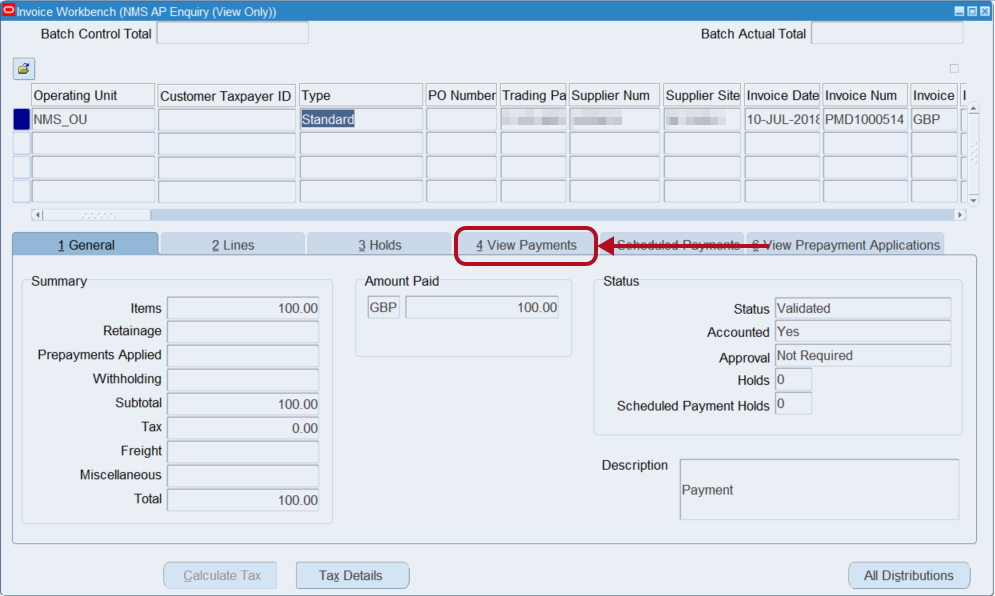 Invoice Workbench (NMS AP Enquiry (View Only))
Batch Control Total Batch Actual Total
Operating Unit Customer Taxpayer ID Type PO Number Trading Pa Supplier Num Supplier Site Invoice Date Invoice Num Invoice
NMS_OU Standard 10-JUL-2018 PMD1000514 GBP
1 General 2 Lines 3 Holds 4 View Payments Scheduled Payments 6 View Prepayment Applications
Summary Amount Paid Status
Items 100.00 GBP 100.00 Status Validated
Retainage Accounted Yes
Prepayments Applied Approval Not Required
Withholding Holds 0
Subtotal 100.00 Scheduled Payment Holds 0
Tax 0.00
Freight
Miscellaneous Description Payment
Total 100.00
Calculate Tax Tax Details All Distributions